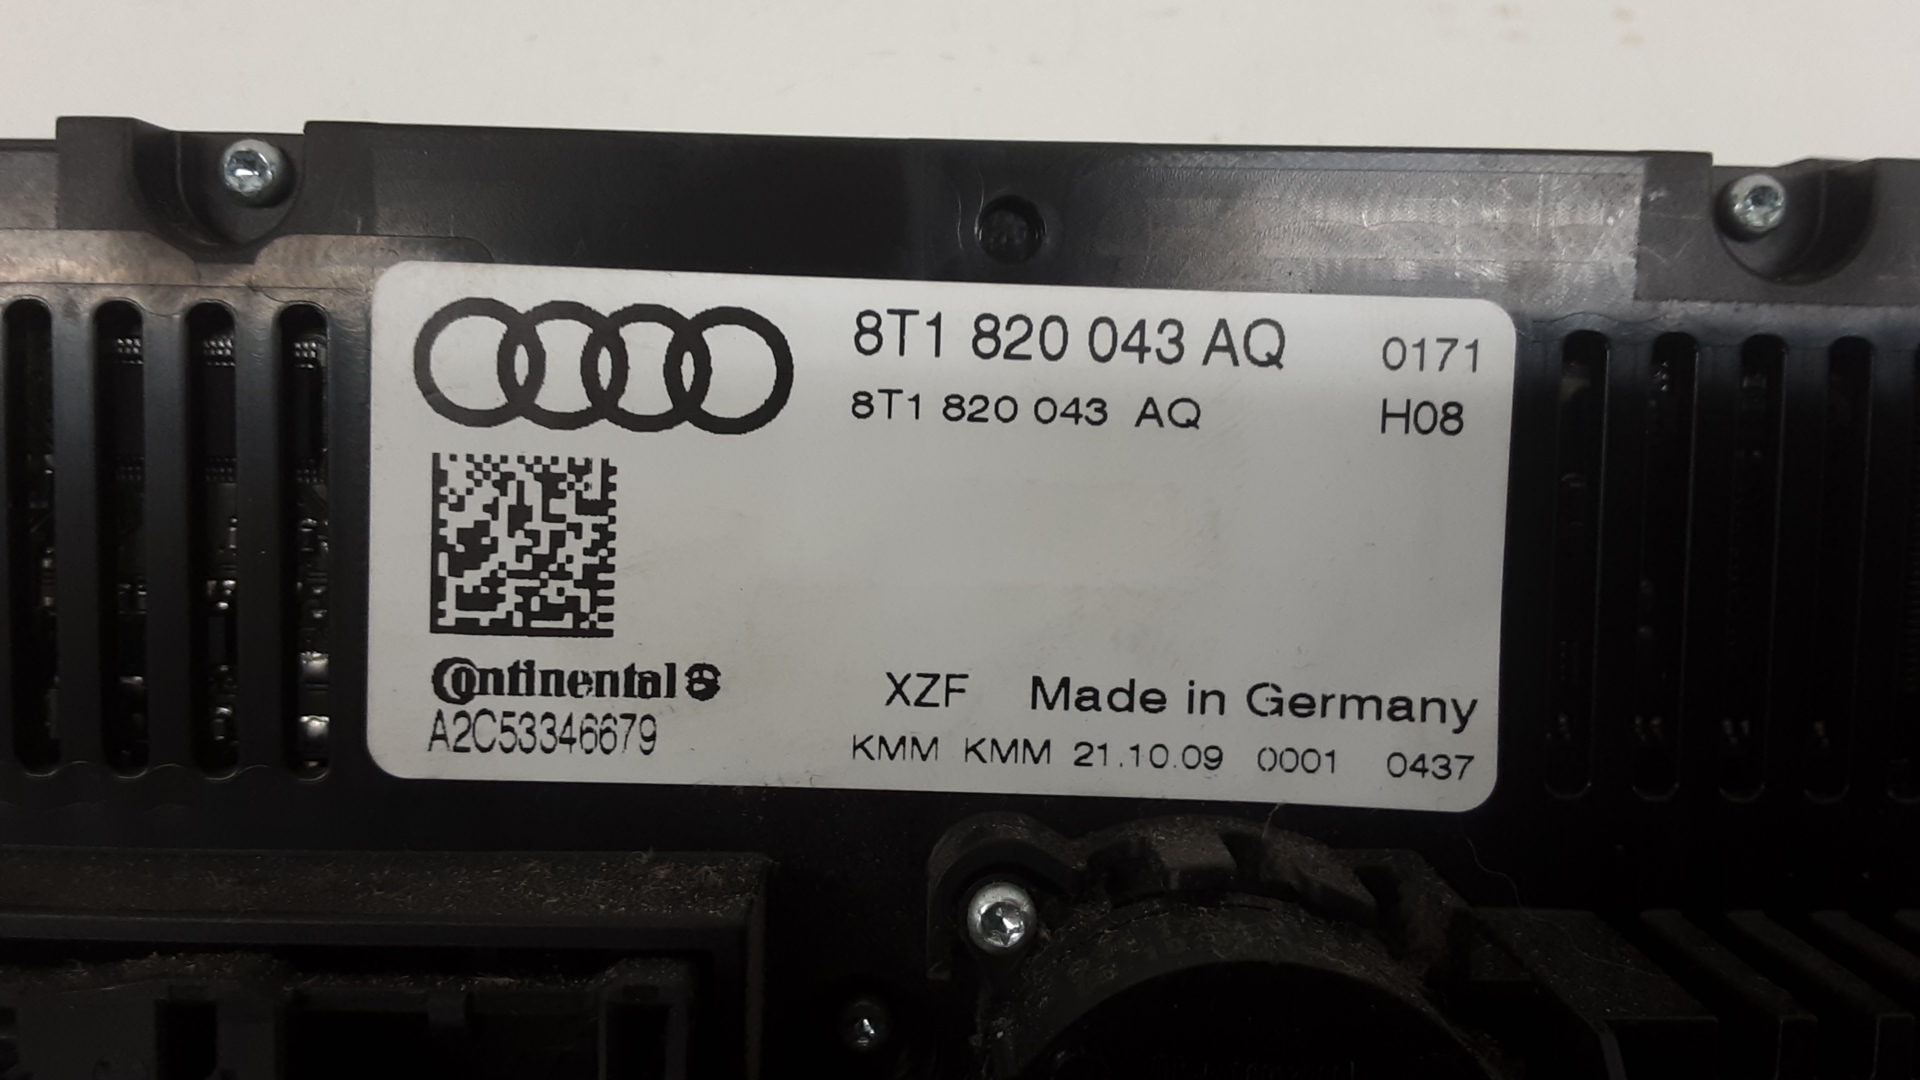 8T1 820 043 AQ 0171
8T1 820 043 AQ H08
Continental
A2C53346679
XZF Made in Germany
KMM KMM 21.10.09 0001 0437